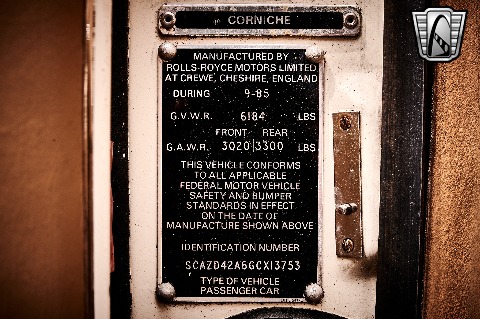 CORNICHE
MANUFACTURED BY
ROLLS-ROYCE MOTORS LIMITED
AT CREWE, CHESHIRE, ENGLAND
DURING 9-85
G.V.W.R. 6184 LBS
FRONT REAR
G.A.W.R. 3020 3300 LBS
THIS VEHICLE CONFORMS
TO ALL APPLICABLE
FEDERAL MOTOR VEHICLE
SAFETY AND BUMPER
STANDARDS IN EFFECT
ON THE DATE OF
MANUFACTURE SHOWN ABOVE
IDENTIFICATION NUMBER
SCAZD42A6GCX13753
TYPE OF VEHICLE
PASSENGER CAR